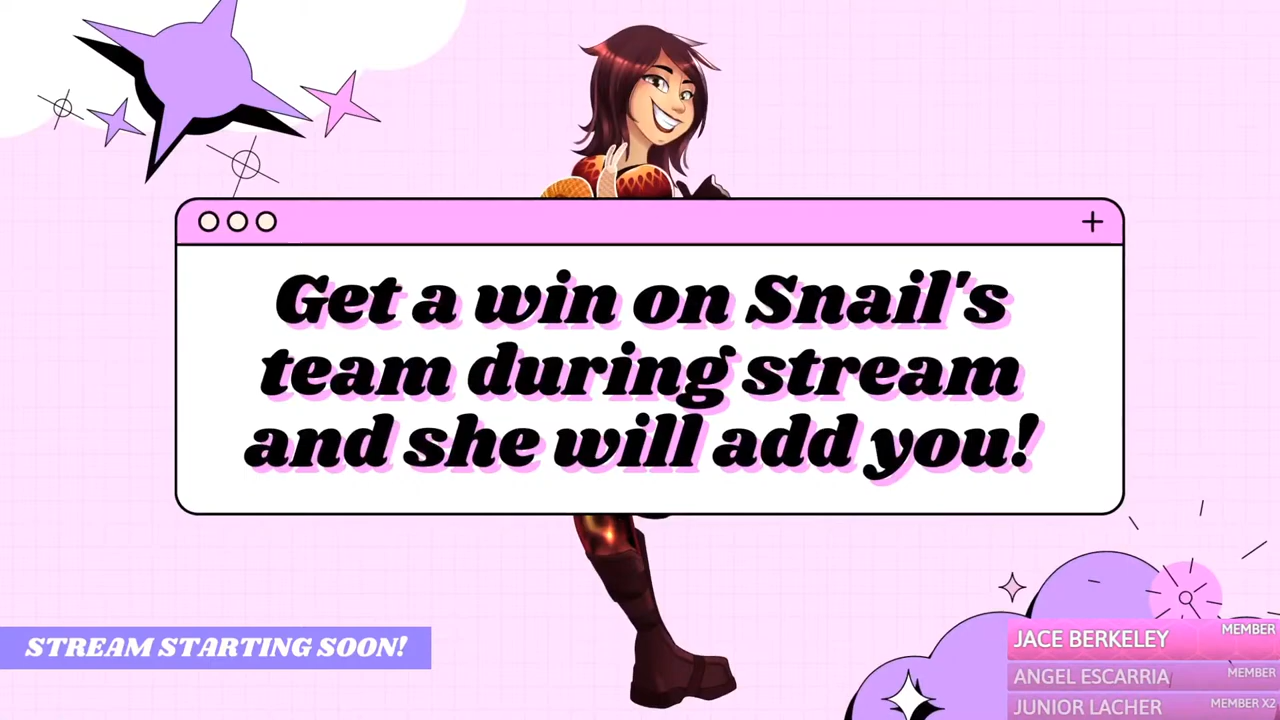 Get a win on Snail's
team during stream
and she will add you!
STREAM STARTING SOON!
JACE BERKELEY MEMBER
ANGEL ESCARRIA MEMBER
JUNIOR LACHER MEMBER X2